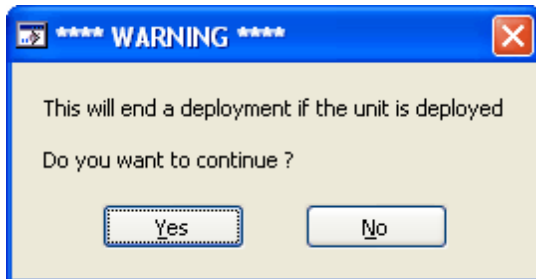 **** WARNING ****
This will end a deployment if the unit is deployed
Do you want to continue ?
Yes No